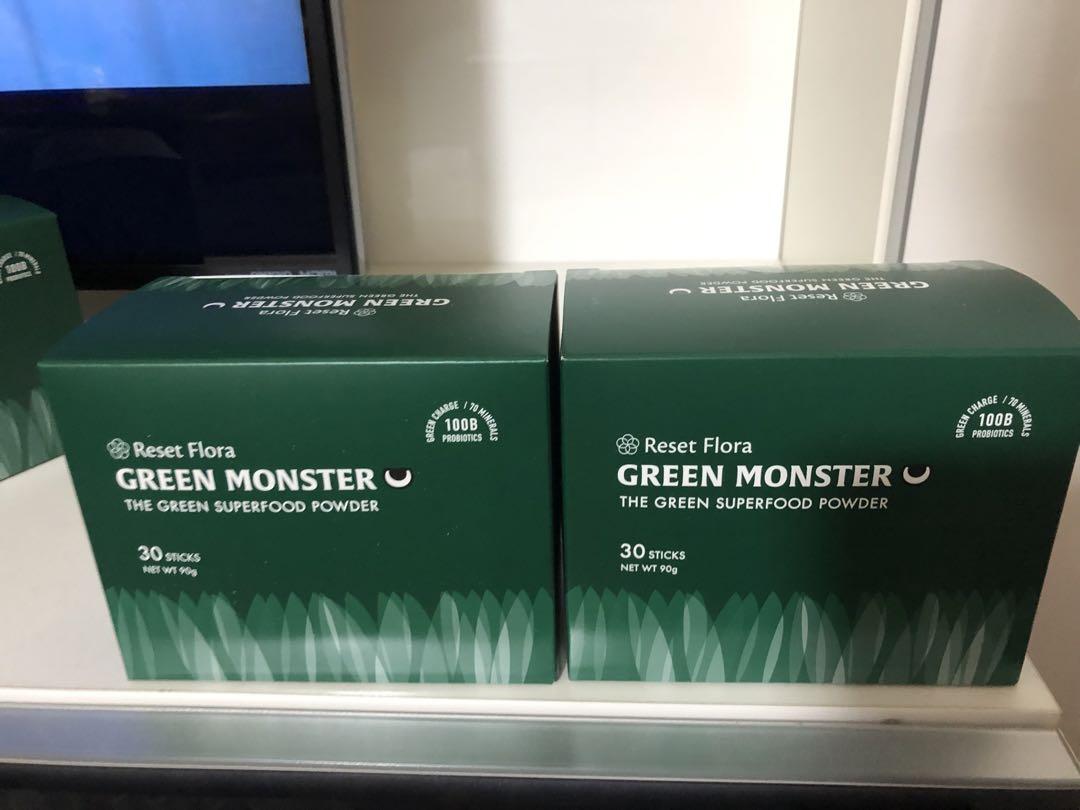 Reset Flora
GREEN MONSTER
THE GREEN SUPERFOOD POWDER
GREEN CHARGE / 70 MINERALS
100B
PROBIOTICS
Reset Flora
GREEN MONSTER
THE GREEN SUPERFOOD POWDER
30 STICKS
NET WT 90g
Reset Flora
GREEN MONSTER
THE GREEN SUPERFOOD POWDER
GREEN CHARGE / 70 MINERALS
100B
PROBIOTICS
Reset Flora
GREEN MONSTER
THE GREEN SUPERFOOD POWDER
30 STICKS
NET WT 90g
100B
PROBIOTICS